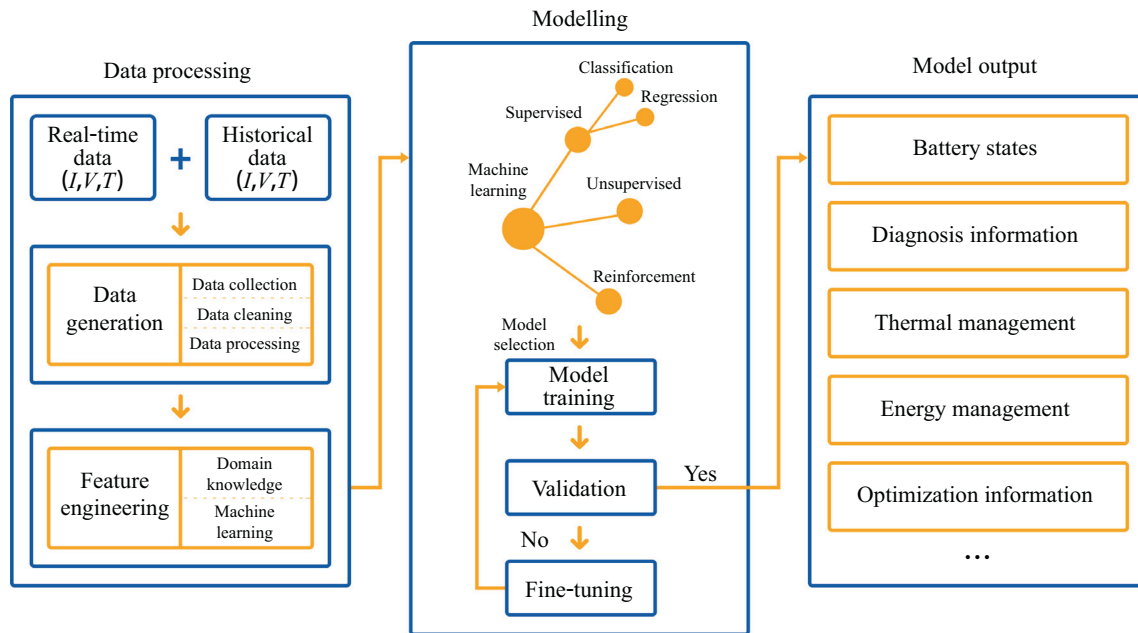 Data processing
Real-time
data
(I,V,T)
+
Historical
data
(I,V,T)
Data
generation
Data collection
Data cleaning
Data processing
Feature
engineering
Domain
knowledge
Machine
learning
Modelling
Classification
Regression
Supervised
Machine
learning
Unsupervised
Reinforcement
Model
selection
Model
training
Validation
Yes
No
Fine-tuning
Model output
Battery states
Diagnosis information
Thermal management
Energy management
Optimization information
...